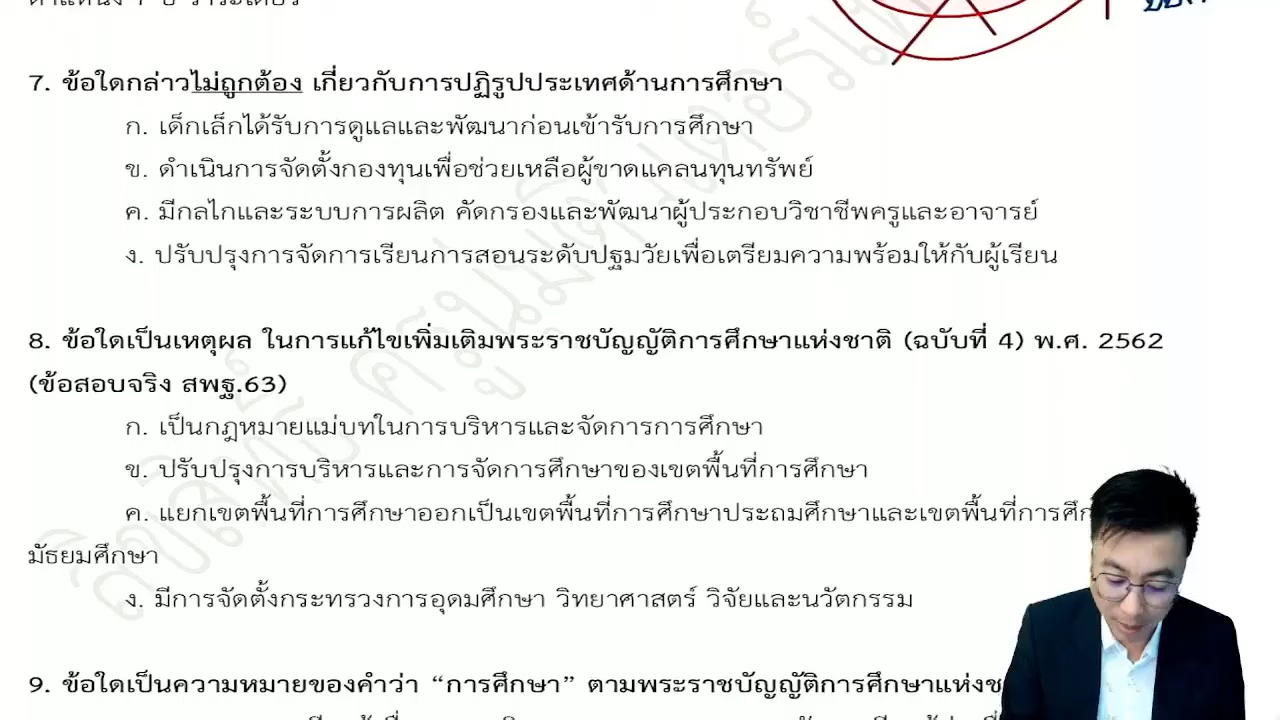 7. ข้อใดกล่าวไม่ถูกต้อง เกี่ยวกับการปฏิรูปประเทศด้านการศึกษา
ก. เด็กเล็กได้รับการดูแลและพัฒนาก่อนเข้ารับการศึกษา
ข. ดำเนินการจัดตั้งกองทุนเพื่อช่วยเหลือผู้ขาดแคลนทุนทรัพย์
ค. มีกลไกและระบบการผลิต คัดกรองและพัฒนาผู้ประกอบวิชาชีพครูและอาจารย์
ง. ปรับปรุงการจัดการเรียนการสอนระดับปฐมวัยเพื่อเตรียมความพร้อมให้กับผู้เรียน
8. ข้อใดเป็นเหตุผล ในการแก้ไขเพิ่มเติมพระราชบัญญัติการศึกษาแห่งชาติ (ฉบับที่ 4) พ.ศ. 2562
(ข้อสอบจริง สพฐ.63)
ก. เป็นกฎหมายแม่บทในการบริหารและจัดการการศึกษา
ข. ปรับปรุงการบริหารและการจัดการศึกษาของเขตพื้นที่การศึกษา
ค. แยกเขตพื้นที่การศึกษาออกเป็นเขตพื้นที่การศึกษาประถมศึกษาและเขตพื้นที่การศึก
มัธยมศึกษา
ง. มีการจัดตั้งกระทรวงการอุดมศึกษา วิทยาศาสตร์ วิจัยและนวัตกรรม
9. ข้อใดเป็นความหมายของคำว่า “การศึกษา” ตามพระราชบัญญัติการศึกษาแห่งช